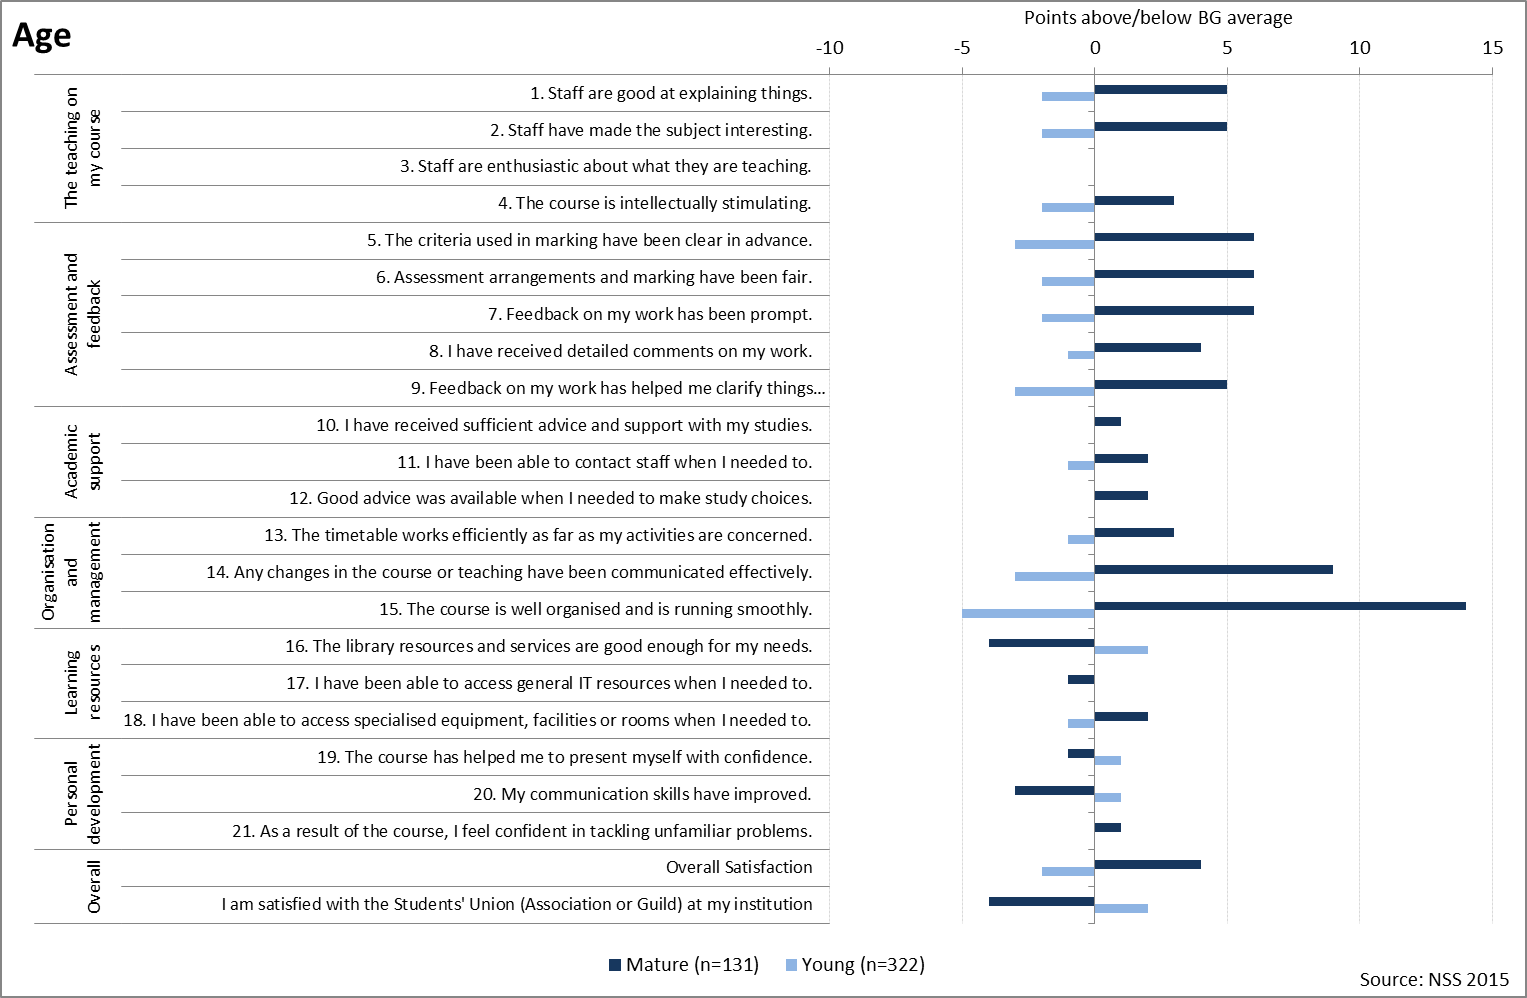 Age
Points above/below BG average
-10 -5 0 5 10 15
The teaching on
my course
1. Staff are good at explaining things.
2. Staff have made the subject interesting.
3. Staff are enthusiastic about what they are teaching.
4. The course is intellectually stimulating.
Assessment and
feedback
5. The criteria used in marking have been clear in advance.
6. Assessment arrangements and marking have been fair.
7. Feedback on my work has been prompt.
8. I have received detailed comments on my work.
9. Feedback on my work has helped me clarify things...
Academic
support
10. I have received sufficient advice and support with my studies.
11. I have been able to contact staff when I needed to.
12. Good advice was available when I needed to make study choices.
Organisation
and
management
13. The timetable works efficiently as far as my activities are concerned.
14. Any changes in the course or teaching have been communicated effectively.
15. The course is well organised and is running smoothly.
Learning
resources
16. The library resources and services are good enough for my needs.
17. I have been able to access general IT resources when I needed to.
18. I have been able to access specialised equipment, facilities or rooms when I needed to.
Personal
development
19. The course has helped me to present myself with confidence.
20. My communication skills have improved.
21. As a result of the course, I feel confident in tackling unfamiliar problems.
Overall
Overall Satisfaction
I am satisfied with the Students' Union (Association or Guild) at my institution
Mature (n=131) Young (n=322)
Source: NSS 2015